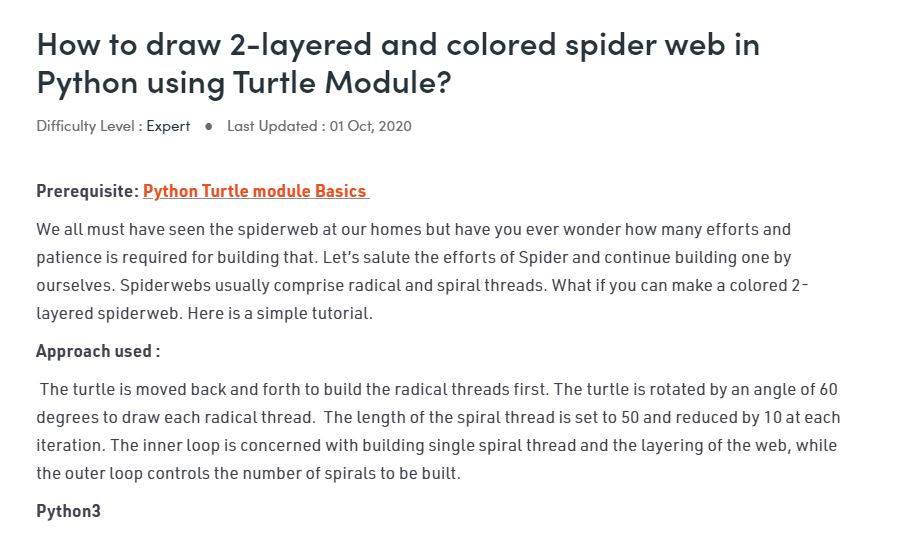 How to draw 2-layered and colored spider web in
Python using Turtle Module?
Difficulty Level : Expert ● Last Updated : 01 Oct, 2020
Prerequisite: Python Turtle module Basics
We all must have seen the spiderweb at our homes but have you ever wonder how many efforts and
patience is required for building that. Let’s salute the efforts of Spider and continue building one by
ourselves. Spiderwebs usually comprise radical and spiral threads. What if you can make a colored 2-
layered spiderweb. Here is a simple tutorial.
Approach used :
The turtle is moved back and forth to build the radical threads first. The turtle is rotated by an angle of 60
degrees to draw each radical thread. The length of the spiral thread is set to 50 and reduced by 10 at each
iteration. The inner loop is concerned with building single spiral thread and the layering of the web, while
the outer loop controls the number of spirals to be built.
Python3